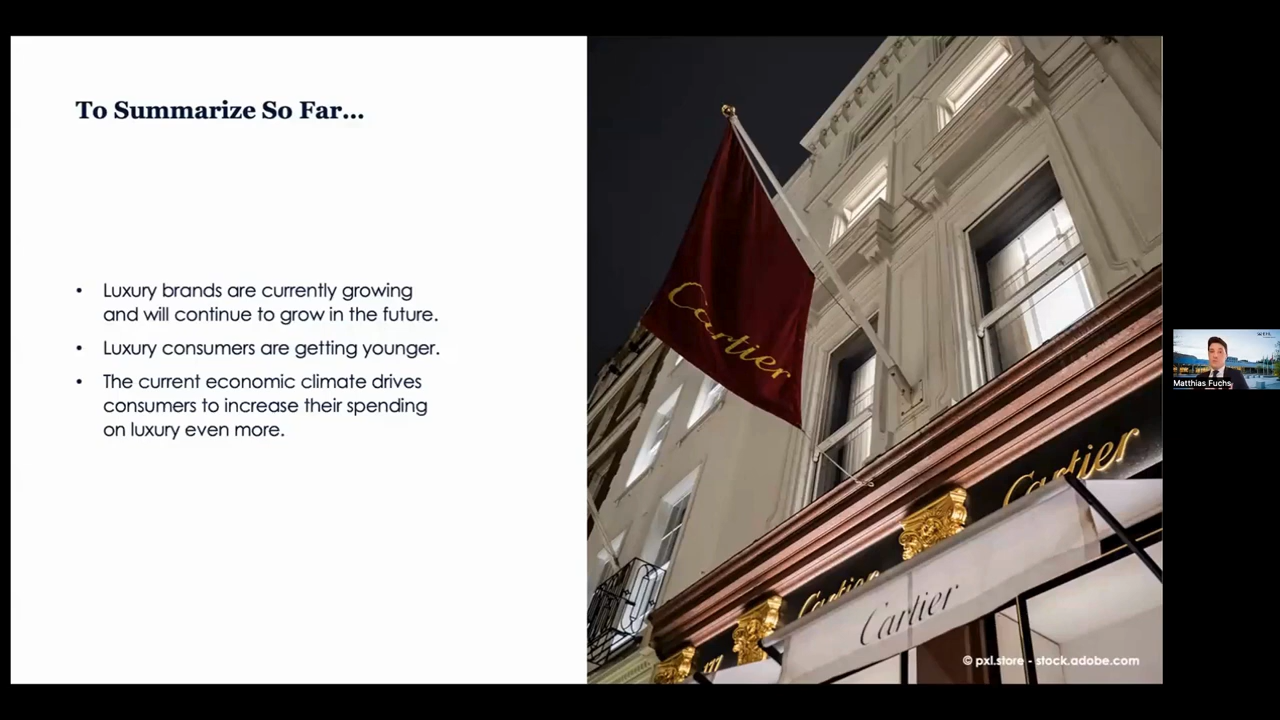 To Summarize So Far...
• Luxury brands are currently growing
and will continue to grow in the future.
• Luxury consumers are getting younger.
• The current economic climate drives
consumers to increase their spending
on luxury even more.
Cartier
Cartier
Cartier
Cartier
177
© pxl.store - stock.adobe.com
Matthias Fuchs